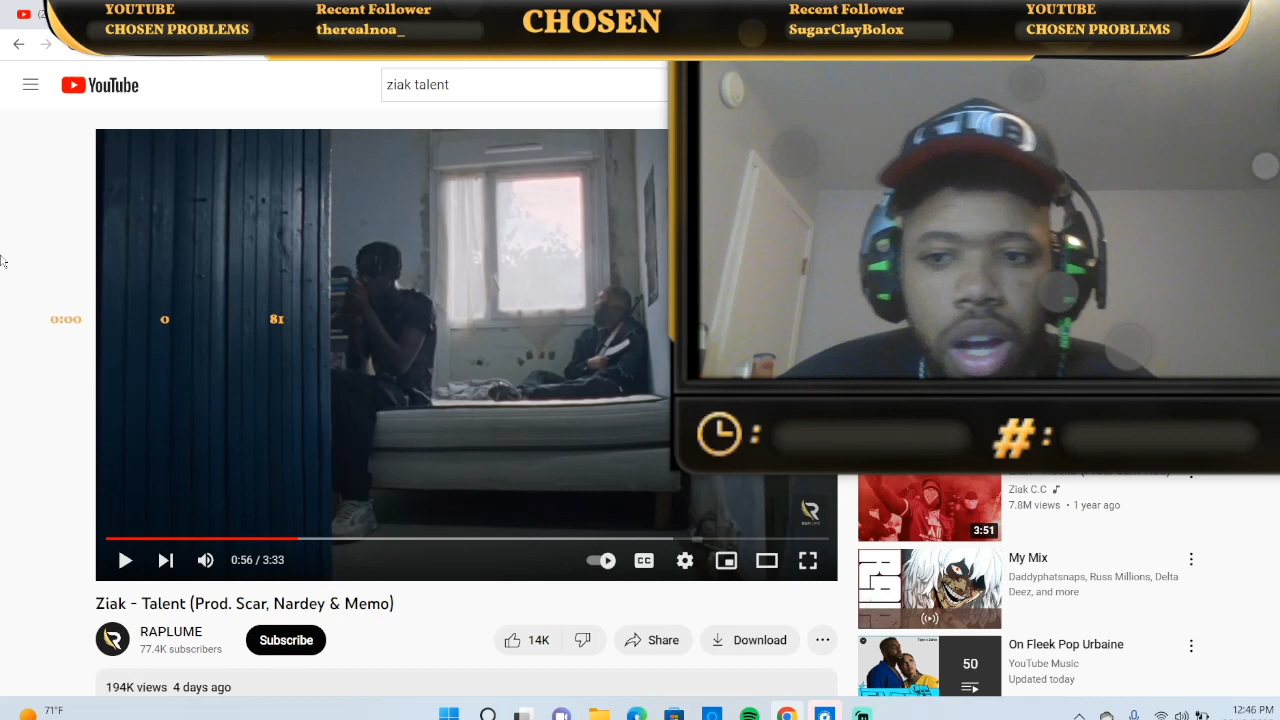 YOUTUBE
CHOSEN PROBLEMS
Recent Follower
therealnoa_
CHOSEN
Recent Follower
SugarClayBolox
YOUTUBE
CHOSEN PROBLEMS
YouTube
ziak talent
0:00
0
81
0:56 / 3:33
CC
: # :
Ziak - Talent (Prod. Scar, Nardey & Memo)
RAPLUME
77.4K subscribers
Subscribe
14K
Share
Download
194K views 4 days ago
Ziak C.C
7.8M views • 1 year ago
3:51
My Mix
Daddyphatsnaps, Russ Millions, Delta
Deez, and more
On Fleek Pop Urbaine
YouTube Music
Updated today
50
71°F
12:46 PM